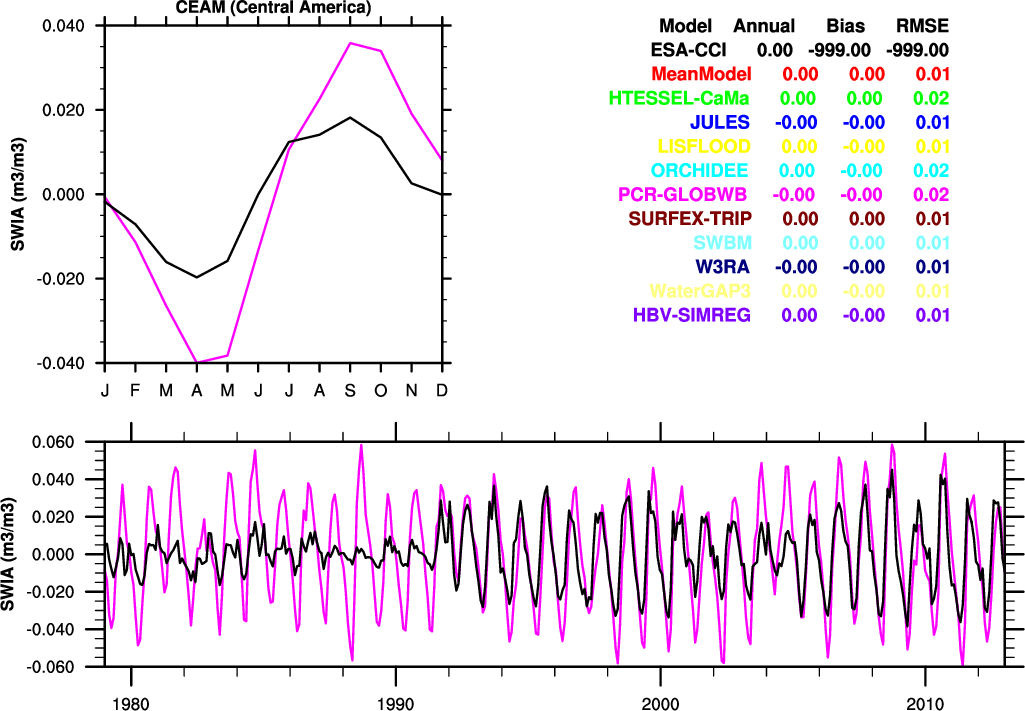 CEAM (Central America)
0.040
0.020
0.000
-0.020
-0.040
SWIA (m3/m3)
J F M A M J J A S O N D
Model Annual Bias RMSE
ESA-CCI 0.00 -999.00 -999.00
MeanModel 0.00 0.00 0.01
HTESSEL-CaMa 0.00 0.00 0.02
JULES -0.00 -0.00 0.01
LISFLOOD 0.00 -0.00 0.01
ORCHIDEE 0.00 -0.00 0.02
PCR-GLOBWB -0.00 -0.00 0.02
SURFEX-TRIP 0.00 0.00 0.01
SWBM 0.00 0.00 0.01
W3RA -0.00 -0.00 0.01
WaterGAP3 0.00 -0.00 0.01
HBV-SIMREG 0.00 -0.00 0.01
0.060
0.040
0.020
0.000
-0.020
-0.040
-0.060
SWIA (m3/m3)
1980 1990 2000 2010